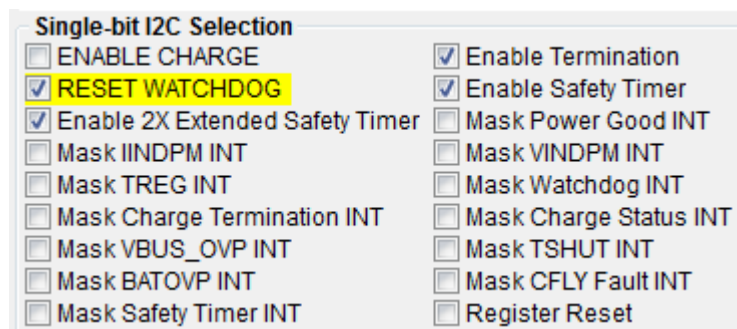 Single-bit I2C Selection
ENABLE CHARGE
Enable Termination
RESET WATCHDOG
Enable Safety Timer
Enable 2X Extended Safety Timer
Mask Power Good INT
Mask IINDPM INT
Mask VINDPM INT
Mask TREG INT
Mask Watchdog INT
Mask Charge Termination INT
Mask Charge Status INT
Mask VBUS_OVP INT
Mask TSHUT INT
Mask BATOVP INT
Mask CFLY Fault INT
Mask Safety Timer INT
Register Reset